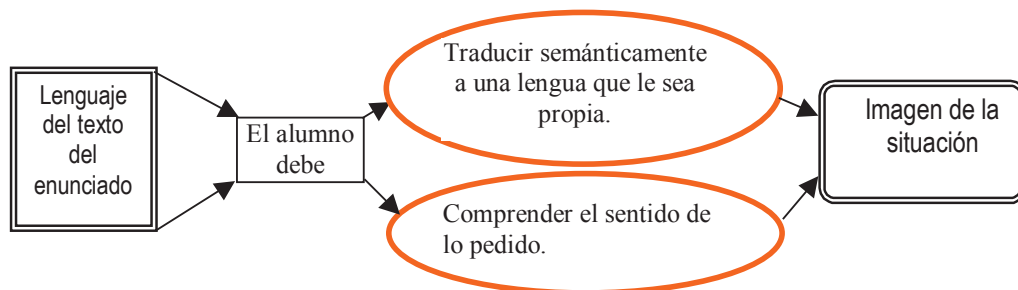 Lenguaje
del texto
del
enunciado
El alumno
debe
Traducir semánticamente
a una lengua que le sea
propia.
Comprender el sentido de
lo pedido.
Imagen de la
situación